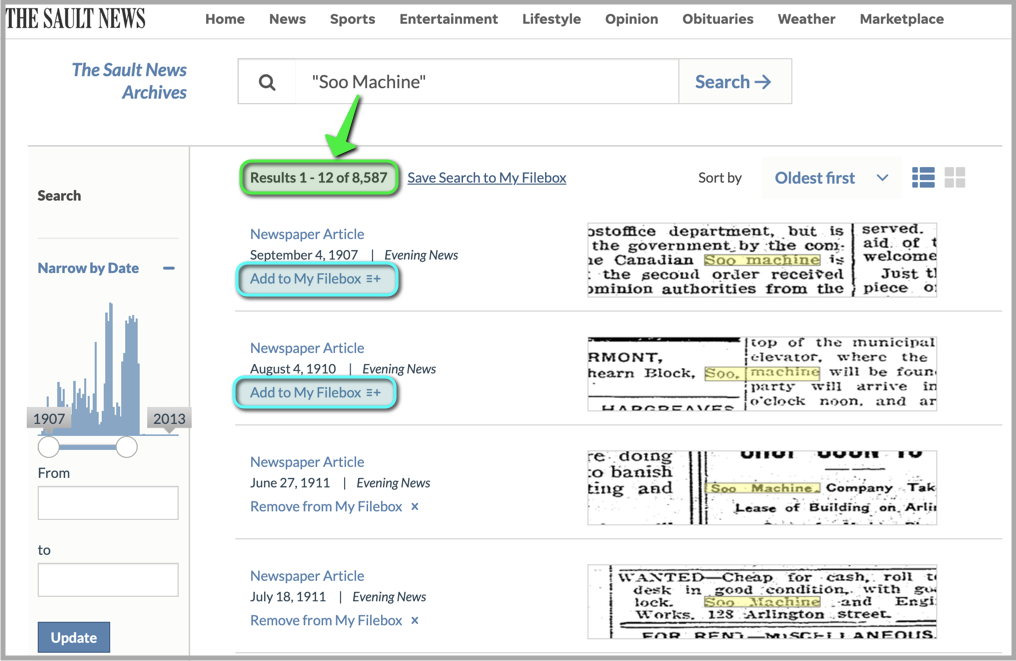 THE SAULT NEWS
Home News Sports Entertainment Lifestyle Opinion Obituaries Weather Marketplace
The Sault News
Archives
"Soo Machine"
Search →
Results 1 - 12 of 8,587 Save Search to My Filebox
Sort by Oldest first
Search
Narrow by Date
1907 2013
From
to
Update
Newspaper Article
September 4, 1907 | Evening News
Add to My Filebox
ostoffice department, but is
the government by the com-
he Canadian Soo machine is
the second order received
ominion authorities from the
served.
aid. of t
welcome
Just th
piece o
Newspaper Article
August 4, 1910 | Evening News
Add to My Filebox
RMONT,
hearn Block, Soo,
HARGREAVES
top of the municipal
elevator, where the
machine will be foun
party will arrive in
o'clock noon, and ar
Newspaper Article
June 27, 1911 | Evening News
Remove from My Filebox ×
re doing
to banish
ting and
Soo Machine Company Tak
Lease of Building on Arlin
Newspaper Article
July 18, 1911 | Evening News
Remove from My Filebox ×
WANTED—Cheap for cash, roll t
desk in good condition, with go
lock. Soo Machine and Engi
Works, 128 Arlington street.
FOR RENT—MISCELLANEOUS.